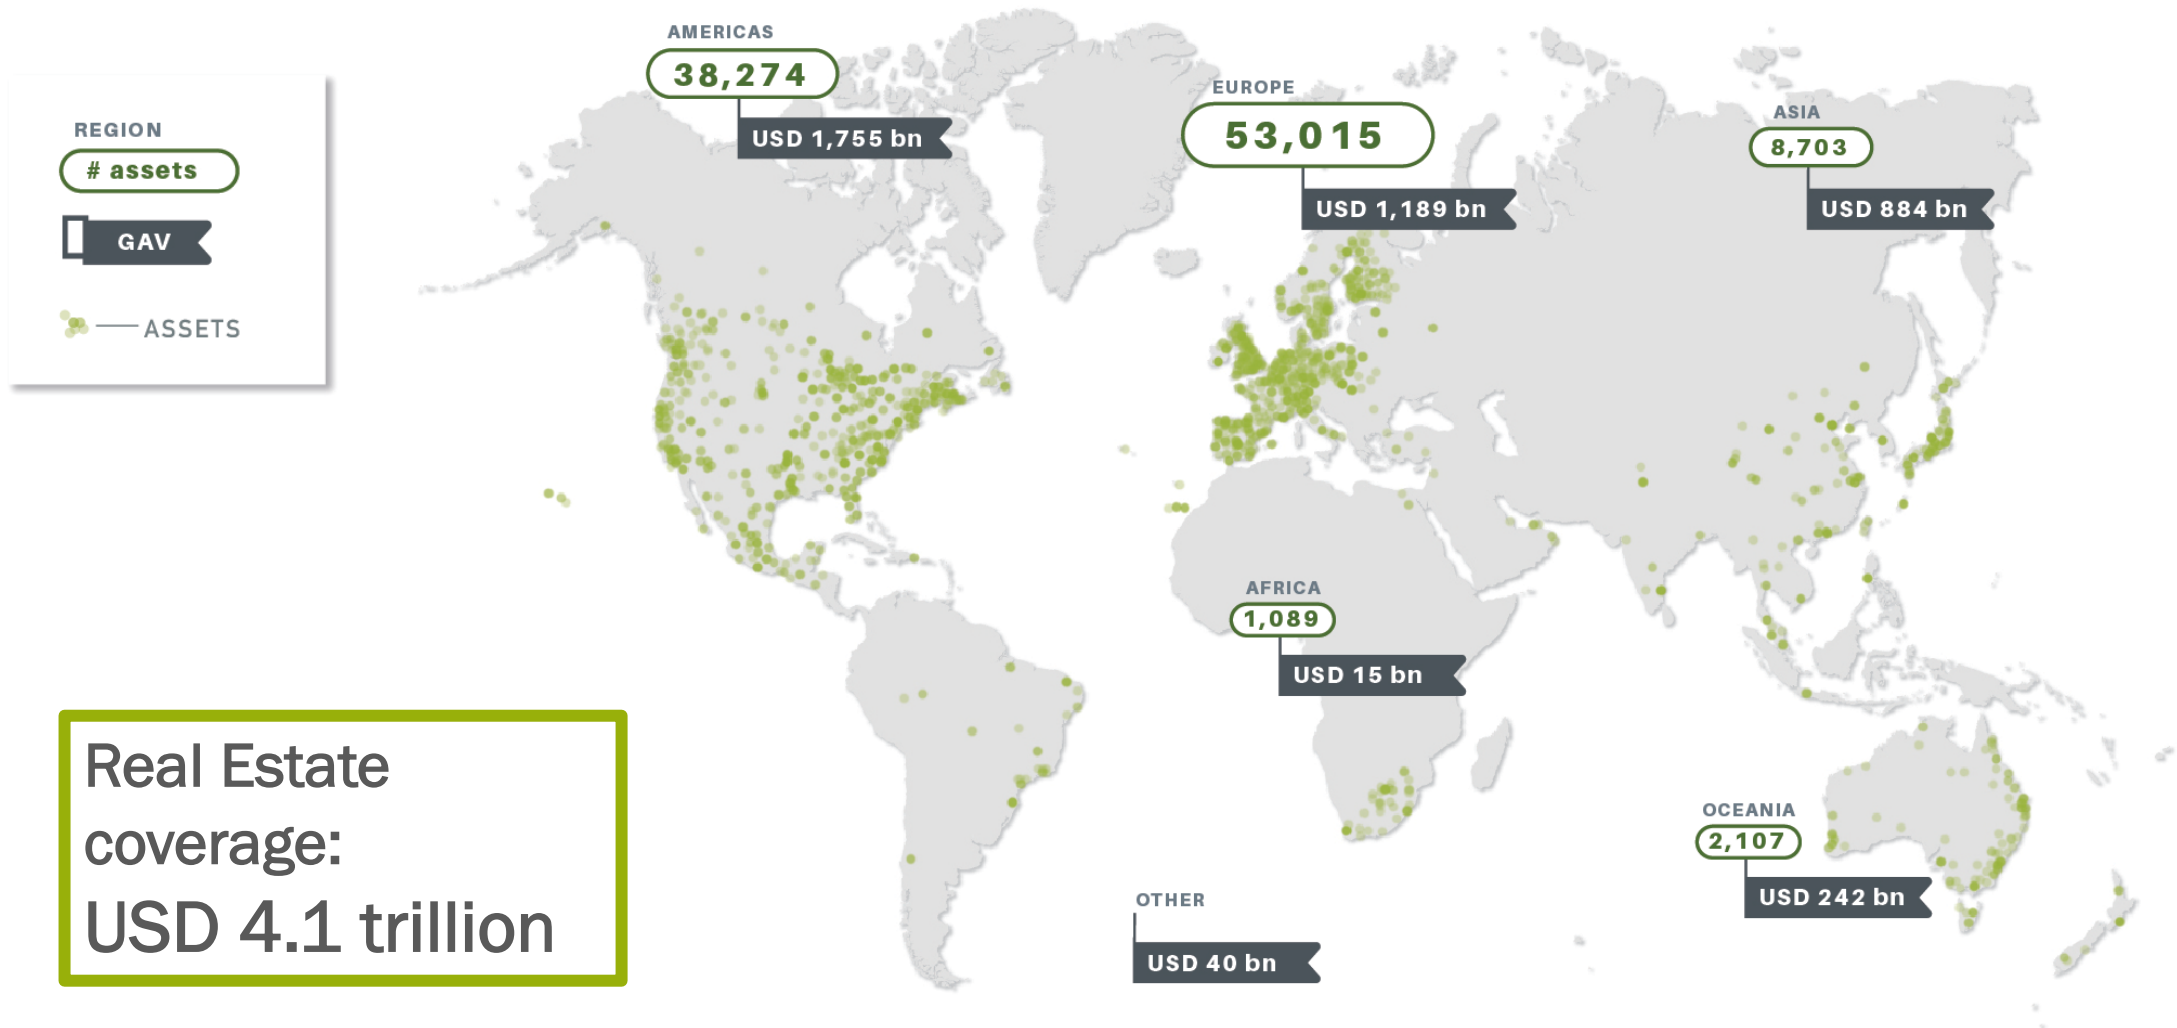 AMERICAS
38,274
USD 1,755 bn
EUROPE
53,015
USD 1,189 bn
ASIA
8,703
USD 884 bn
REGION
# assets
GAV
ASSETS
AFRICA
1,089
USD 15 bn
Real Estate
coverage:
USD 4.1 trillion
OCEANIA
2,107
USD 242 bn
OTHER
USD 40 bn